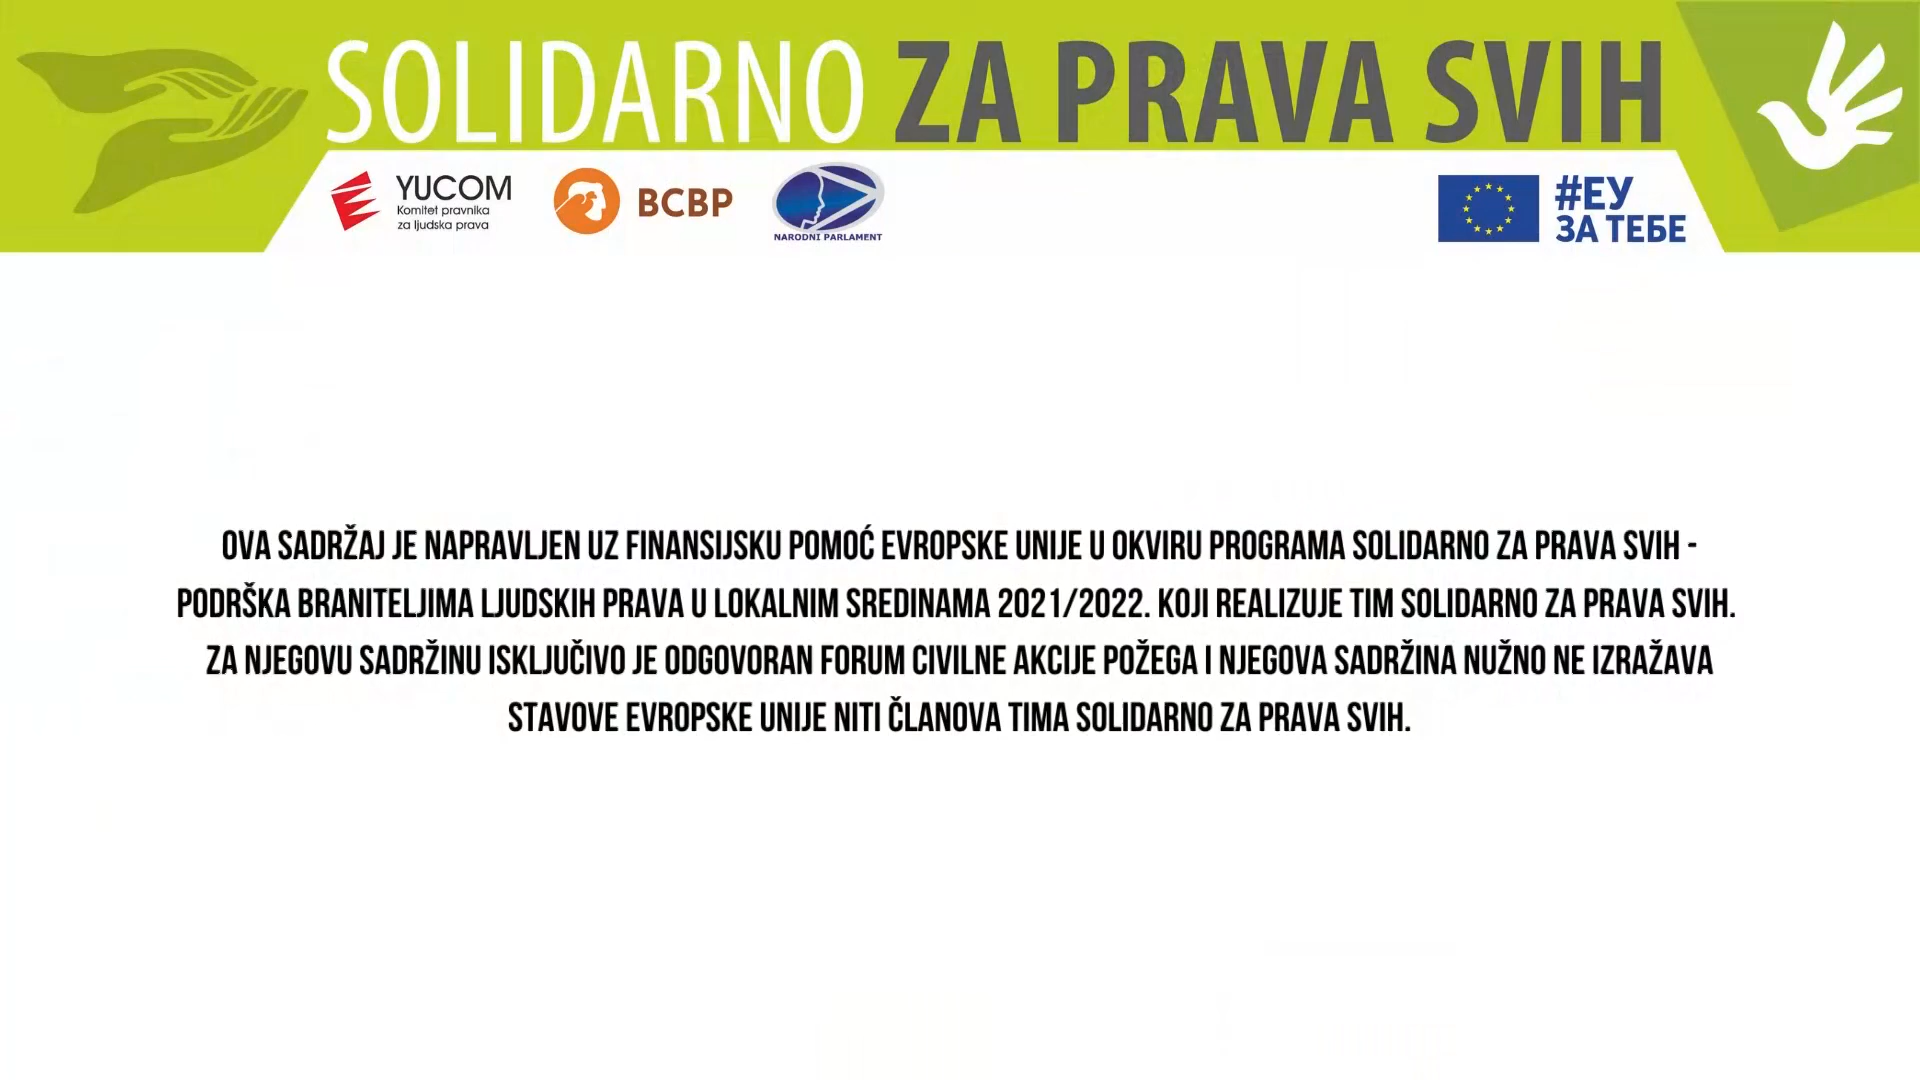 SOLIDARNO ZA PRAVA SVIH
YUCOM
Komitet pravnika
za ljudska prava
BCBP
NARODNI PARLAMENT
#ЕУ
ЗА ТЕБЕ
OVA SADRŽAJ JE NAPRAVLJEN UZ FINANSIJSKU POMOĆ EVROPSKE UNIJE U OKVIRU PROGRAMA SOLIDARNO ZA PRAVA SVIH -
PODRŠKA BRANITELJIMA LJUDSKIH PRAVA U LOKALNIM SREDINAMA 2021/2022. KOJI REALIZUJE TIM SOLIDARNO ZA PRAVA SVIH.
ZA NJEGOVU SADRŽINU ISKLJUČIVO JE ODGOVORAN FORUM CIVILNE AKCIJE POŽEGA I NJEGOVA SADRŽINA NUŽNO NE IZRAŽAVA
STAVOVE EVROPSKE UNIJE NITI ČLANOVA TIMA SOLIDARNO ZA PRAVA SVIH.